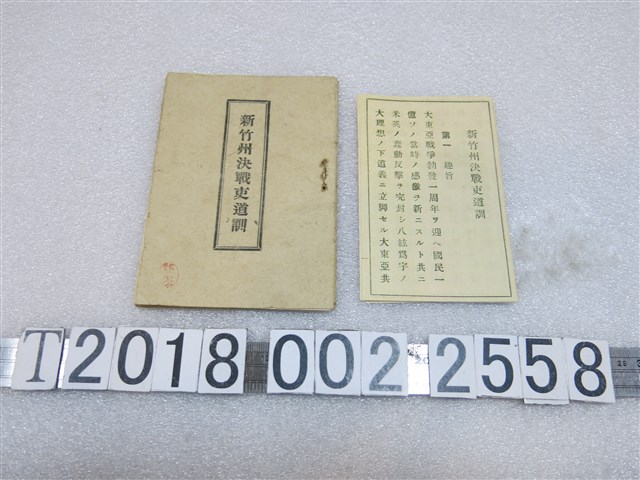 新竹州決戰吏道訓
新竹州決戰吏道訓
第一 趣旨
大東亞戰爭勃發一周年ヲ迎ヘ國民一
億ソノ當時ノ感激ヲ新ニスルト共ニ
米英ノ蠢動反擊ヲ完封シ八紘爲宇ノ
大理想ノ下道義ニ立脚セル大東亞共
T2018 002 2558
29